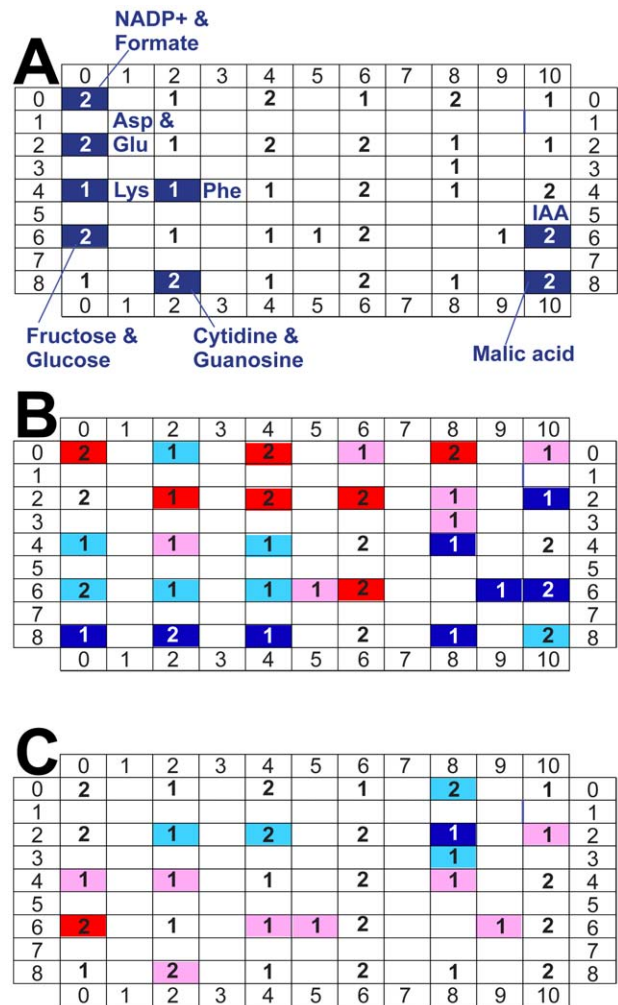 NADP+ &
Formate
A
0 1 2 3 4 5 6 7 8 9 10
0 2 1 2 1 2 1 0
1 Asp & 1
2 2 Glu 1 2 2 1 1 2
3 1 3
4 1 Lys 1 Phe 1 2 1 2 4
5 IAA 5
6 2 1 1 1 2 1 2 6
7 7
8 1 2 1 2 1 2 8
0 1 2 3 4 5 6 7 8 9 10
Fructose &
Glucose
Cytidine &
Guanosine
Malic acid
B
0 1 2 3 4 5 6 7 8 9 10
0 2 1 2 1 2 1 0
1 1
2 2 1 2 2 1 1 2
3 1 3
4 1 1 1 2 1 2 4
5 5
6 2 1 1 1 2 1 2 6
7 7
8 1 2 1 2 1 2 8
0 1 2 3 4 5 6 7 8 9 10
C
0 1 2 3 4 5 6 7 8 9 10
0 2 1 2 1 2 1 0
1 1
2 2 1 2 2 1 1 2
3 1 3
4 1 1 1 2 1 2 4
5 5
6 2 1 1 1 2 1 2 6
7 7
8 1 2 1 2 1 2 8
0 1 2 3 4 5 6 7 8 9 10